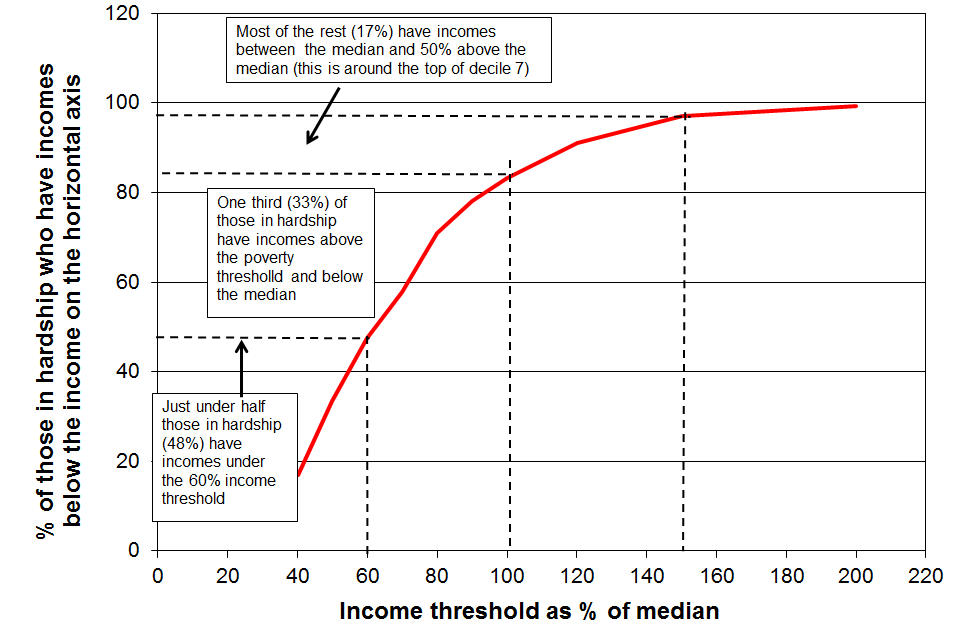 120
100
80
60
40
20
0
% of those in hardship who have incomes
below the income on the horizontal axis
Most of the rest (17%) have incomes
between the median and 50% above the
median (this is around the top of decile 7)
One third (33%) of
those in hardship
have incomes above
the poverty
thresholld and below
the median
Just under half
those in hardship
(48%) have
incomes under
the 60% income
threshold
0 20 40 60 80 100 120 140 160 180 200 220
Income threshold as % of median